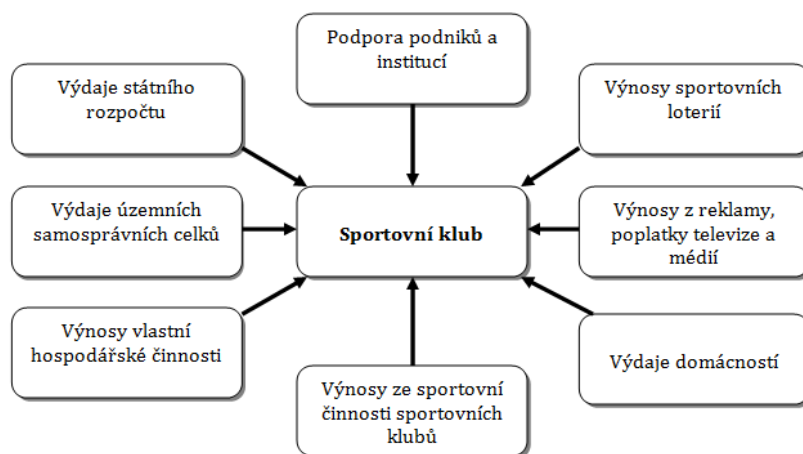 Podpora podniků a
institucí
Výdaje státního
rozpočtu
Výnosy sportovních
loterií
Výdaje územních
samosprávních celků
Sportovní klub
Výnosy z reklamy,
poplatky televize a
médií
Výnosy vlastní
hospodářské činnosti
Výnosy ze sportovní
činnosti sportovních
klubů
Výdaje domácností